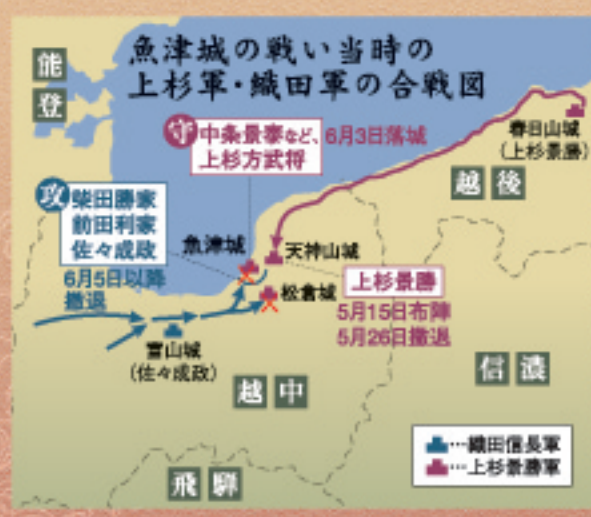 魚津城の戦い当時の
上杉軍・織田軍の合戦図
能
登
守
中条景泰など、
上杉方武将
6月3日落城
春日山城
(上杉景勝)
越後
攻
柴田勝家
前田利家
佐々成政
6月5日以降
撤退
魚津城
天神山城
松倉城
上杉景勝
5月15日布陣
5月26日撤退
富山城
(佐々成政)
越中
信濃
飛騨
…織田信長軍
…上杉景勝軍